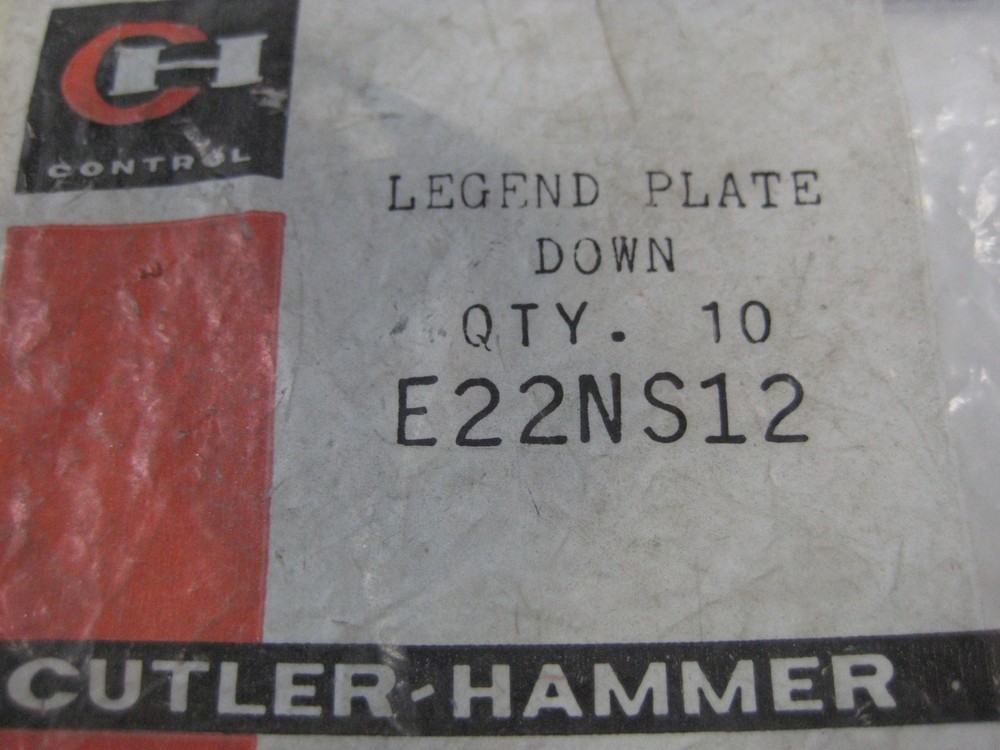 CH
CONTROL
LEGEND PLATE
DOWN
QTY. 10
E22NS12
CUTLER-HAMMER